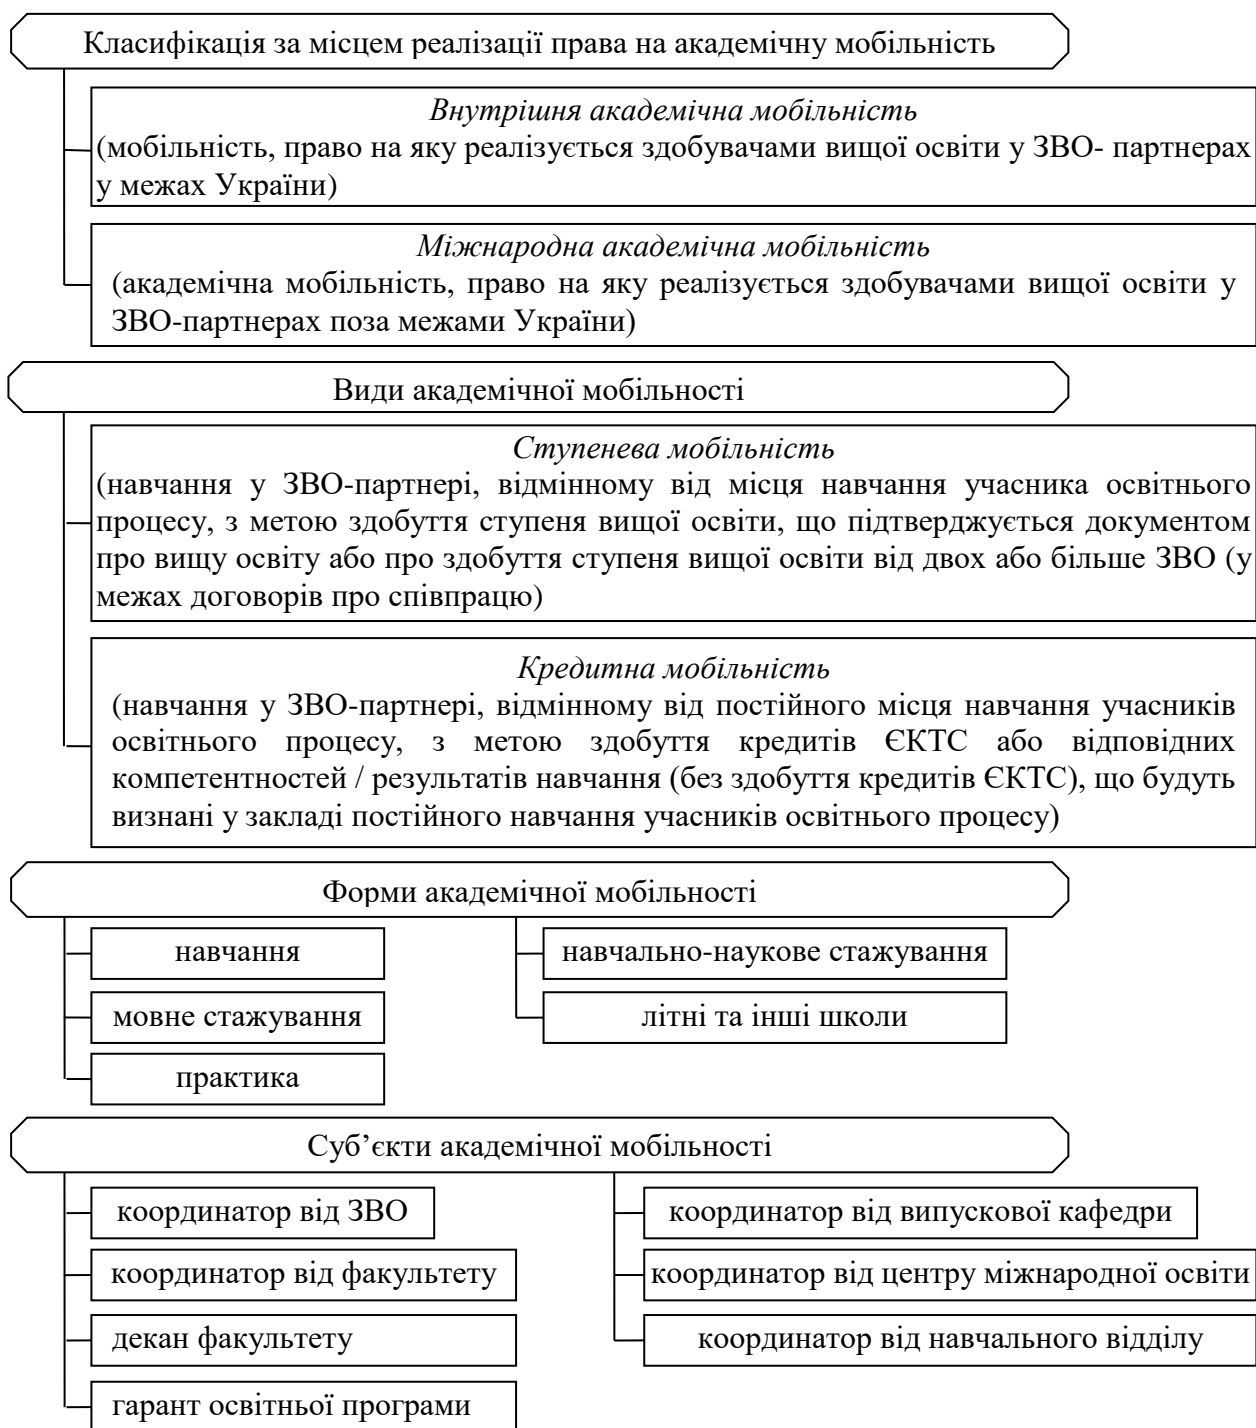 Класифікація за місцем реалізації права на академічну мобільність
Внутрішня академічна мобільність
(мобільність, право на яку реалізується здобувачами вищої освіти у ЗВО- партнерах
у межах України)
Міжнародна академічна мобільність
(академічна мобільність, право на яку реалізується здобувачами вищої освіти у
ЗВО-партнерах поза межами України)
Види академічної мобільності
Ступенева мобільність
(навчання у ЗВО-партнері, відмінному від місця навчання учасника освітнього
процесу, з метою здобуття ступеня вищої освіти, що підтверджується документом
про вищу освіту або про здобуття ступеня вищої освіти від двох або більше ЗВО (у
межах договорів про співпрацю)
Кредитна мобільність
(навчання у ЗВО-партнері, відмінному від постійного місця навчання учасників
освітнього процесу, з метою здобуття кредитів ЄКТС або відповідних
компетентностей / результатів навчання (без здобуття кредитів ЄКТС), що будуть
визнані у закладі постійного навчання учасників освітнього процесу)
Форми академічної мобільності
навчання
мовне стажування
практика
навчально-наукове стажування
літні та інші школи
Суб’єкти академічної мобільності
координатор від ЗВО
координатор від факультету
декан факультету
гарант освітньої програми
координатор від випускової кафедри
координатор від центру міжнародної освіти
координатор від навчального відділу